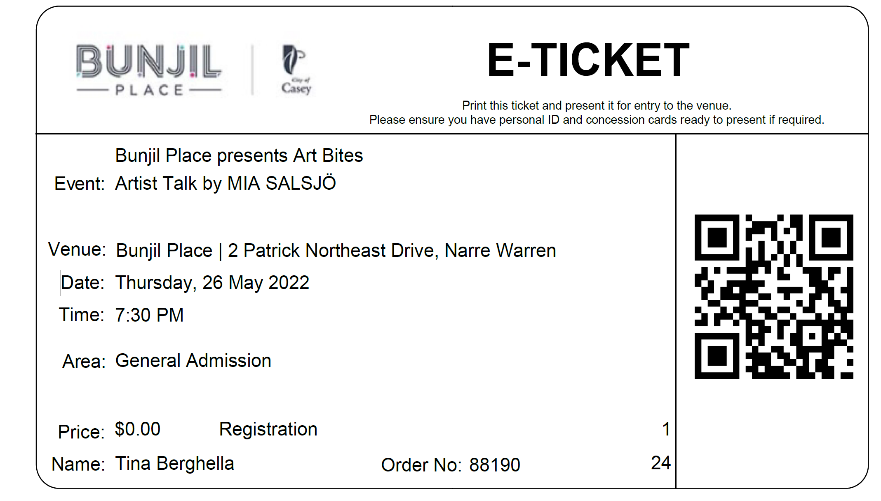 BUNJIL
PLACE
City of
Casey
E-TICKET
Print this ticket and present it for entry to the venue.
Please ensure you have personal ID and concession cards ready to present if required.
Bunjil Place presents Art Bites
Event: Artist Talk by MIA SALSJÖ
Venue: Bunjil Place | 2 Patrick Northeast Drive, Narre Warren
Date: Thursday, 26 May 2022
Time: 7:30 PM
Area: General Admission
Price: $0.00 Registration 1
Name: Tina Berghella Order No: 88190 24